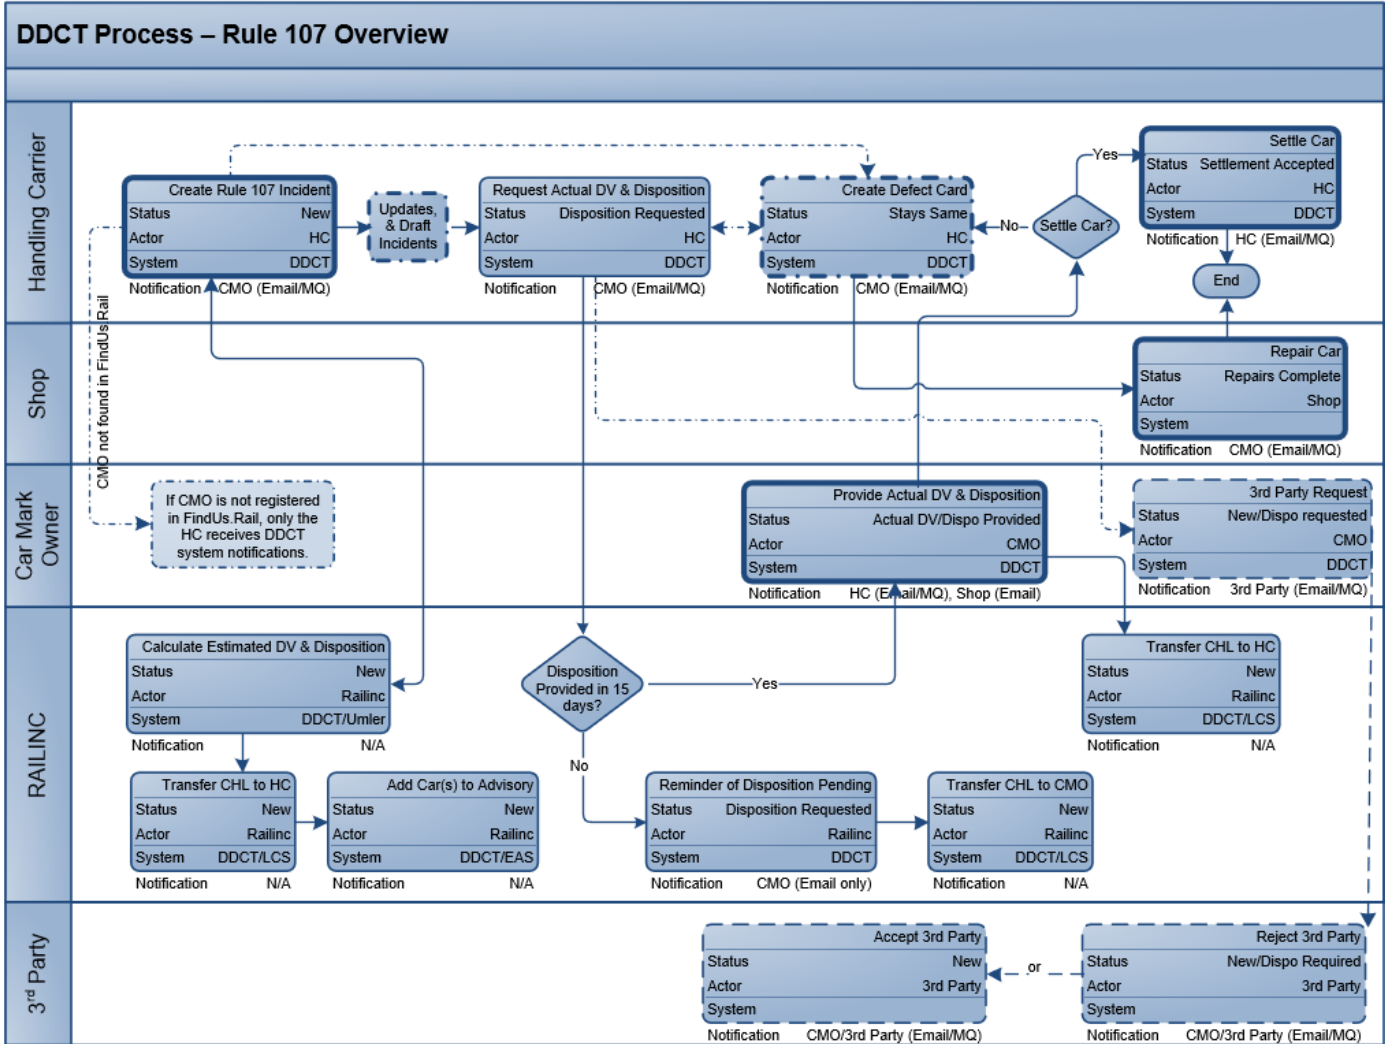 DDCT Process – Rule 107 Overview
Handling Carrier
Create Rule 107 Incident
Status New
Actor HC
System DDCT
Notification CMO (Email/MQ)
Updates,
& Draft
Incidents
Request Actual DV & Disposition
Status Disposition Requested
Actor HC
System DDCT
Notification CMO (Email/MQ)
Create Defect Card
Status Stays Same
Actor HC
System DDCT
Notification CMO (Email/MQ)
No
Settle Car?
Yes
Settle Car
Status Settlement Accepted
Actor HC
System DDCT
Notification HC (Email/MQ)
End
CMO not found in FindUs.Rail
Shop
Repair Car
Status Repairs Complete
Actor Shop
System
Notification CMO (Email/MQ)
Car Mark
Owner
If CMO is not registered
in FindUs.Rail, only the
HC receives DDCT
system notifications.
Provide Actual DV & Disposition
Status Actual DV/Dispo Provided
Actor CMO
System DDCT
Notification HC (Email/MQ), Shop (Email)
3rd Party Request
Status New/Dispo requested
Actor CMO
System DDCT
Notification 3rd Party (Email/MQ)
RAILINC
Calculate Estimated DV & Disposition
Status New
Actor Railinc
System DDCT/Umler
Notification N/A
Disposition
Provided in 15
days?
Yes
No
Transfer CHL to HC
Status New
Actor Railinc
System DDCT/LCS
Notification N/A
Transfer CHL to HC
Status New
Actor Railinc
System DDCT/LCS
Notification N/A
Add Car(s) to Advisory
Status New
Actor Railinc
System DDCT/EAS
Notification N/A
Reminder of Disposition Pending
Status Disposition Requested
Actor Railinc
System DDCT
Notification CMO (Email only)
Transfer CHL to CMO
Status New
Actor Railinc
System DDCT/LCS
Notification N/A
3rd Party
Accept 3rd Party
Status New
Actor 3rd Party
System
Notification CMO/3rd Party (Email/MQ)
or
Reject 3rd Party
Status New/Dispo Required
Actor 3rd Party
System
Notification CMO/3rd Party (Email/MQ)